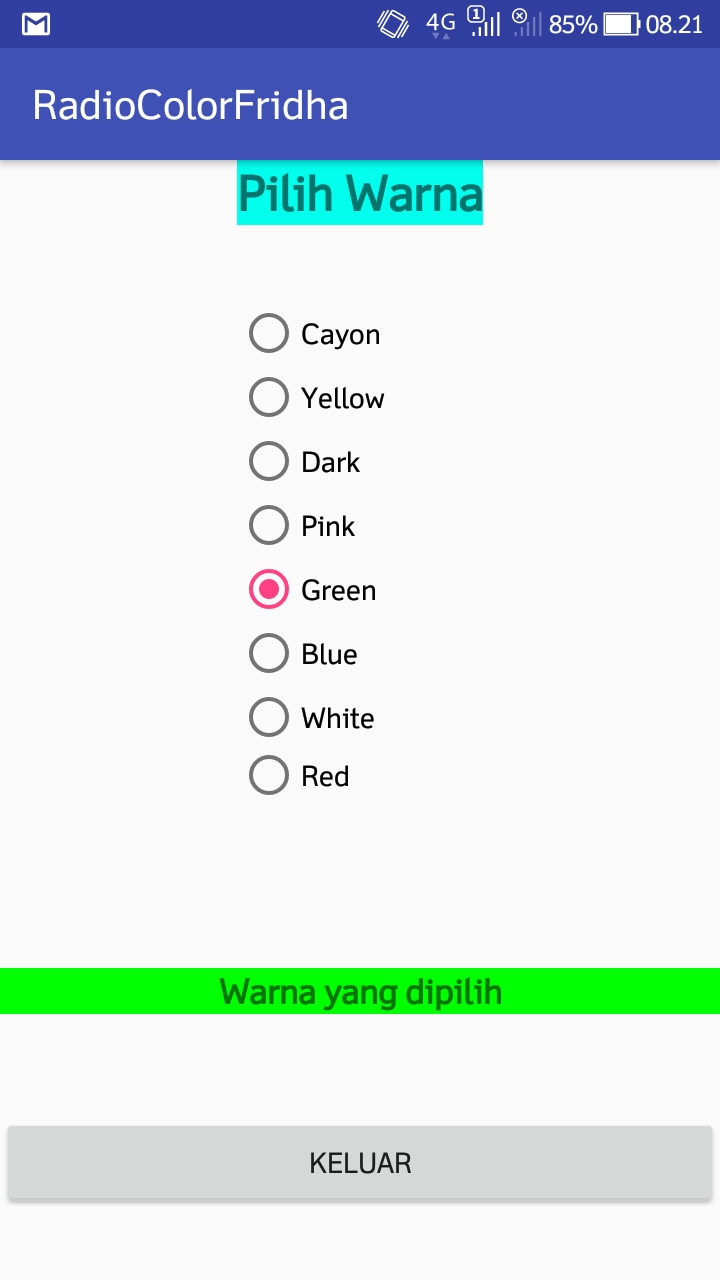 4G 1 85% 08.21
RadioColorFridha
Pilih Warna
Cayon
Yellow
Dark
Pink
Green
Blue
White
Red
Warna yang dipilih
KELUAR